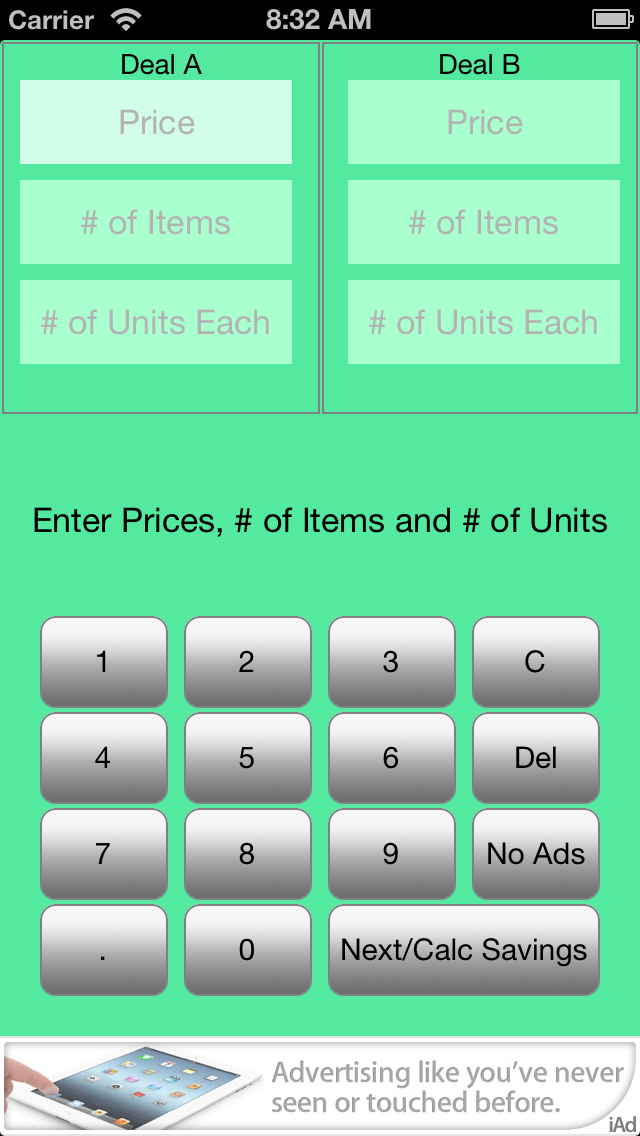 Carrier 8:32 AM
Deal A Deal B
Price Price
# of Items # of Items
# of Units Each # of Units Each
Enter Prices, # of Items and # of Units
1 2 3 C
4 5 6 Del
7 8 9 No Ads
. 0 Next/Calc Savings
Advertising like you've never
seen or touched before.
iAd